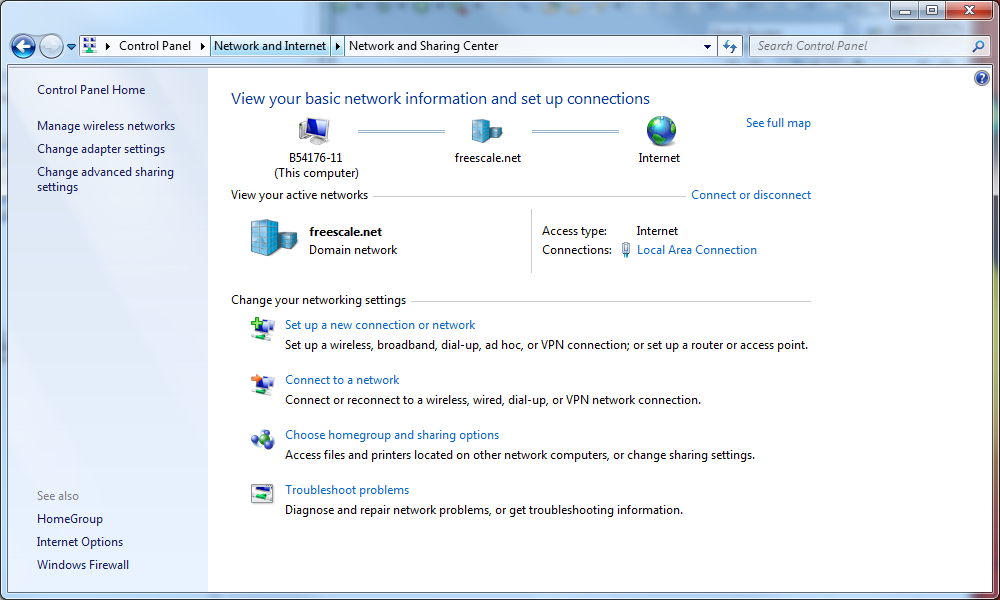 Control Panel Network and Internet Network and Sharing Center Search Control Panel
Control Panel Home
Manage wireless networks
Change adapter settings
Change advanced sharing
settings
See also
HomeGroup
Internet Options
Windows Firewall
View your basic network information and set up connections
See full map
B54176-11
(This computer)
freescale.net
Internet
View your active networks Connect or disconnect
freescale.net
Domain network
Access type: Internet
Connections: Local Area Connection
Change your networking settings
Set up a new connection or network
Set up a wireless, broadband, dial-up, ad hoc, or VPN connection; or set up a router or access point.
Connect to a network
Connect or reconnect to a wireless, wired, dial-up, or VPN network connection.
Choose homegroup and sharing options
Access files and printers located on other network computers, or change sharing settings.
Troubleshoot problems
Diagnose and repair network problems, or get troubleshooting information.